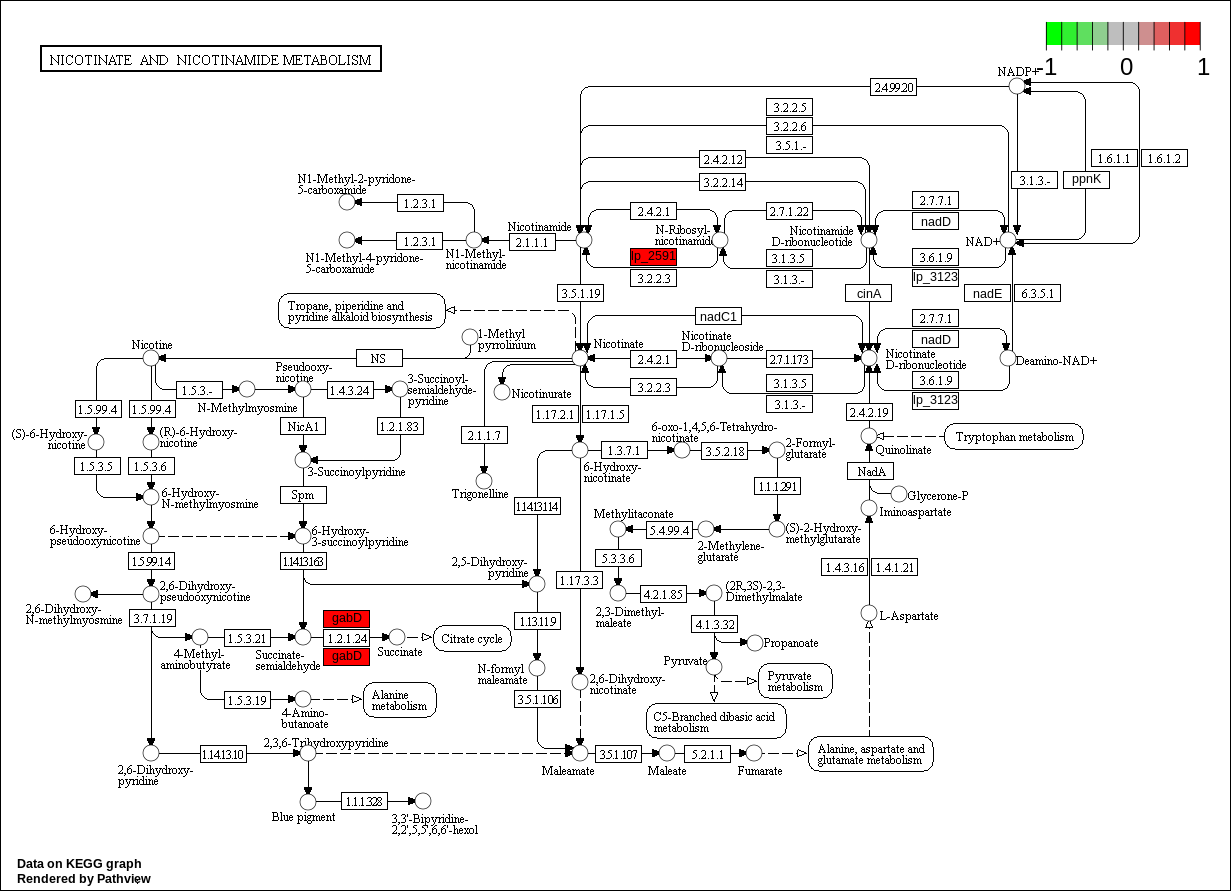 NICOTINATE AND NICOTINAMIDE METABOLISM
-1 0 1
NADP+
2.4.99.20
3.2.2.5
3.2.2.6
3.5.1.-
2.4.2.12
3.2.2.14
1.6.1.1
1.6.1.2
3.1.3.-
ppnK
N1-Methyl-2-pyridone-
5-carboxamide
1.2.3.1
1.2.3.1
N1-Methyl-4-pyridone-
5-carboxamide
N1-Methyl-
nicotinamide
2.1.1.1
Nicotinamide
2.4.2.1
lp_2591
3.2.2.3
N-Ribosyl-
nicotinamide
2.7.1.22
3.1.3.5
3.1.3.-
Nicotinamide
D-ribonucleotide
2.7.7.1
nadD
3.6.1.9
lp_3123
NAD+
3.5.1.19
cinA
nadE
6.3.5.1
Tropane, piperidine and
pyridine alkaloid biosynthesis
nadC1
1-Methyl
pyrrolinium
NS
Nicotine
Nicotinate
2.4.2.1
3.2.2.3
Nicotinate
D-ribonucleoside
2.7.1.173
3.1.3.5
3.1.3.-
Nicotinate
D-ribonucleotide
2.7.7.1
nadD
3.6.1.9
lp_3123
Deamino-NAD+
1.5.3.-
N-Methylmyosmine
Pseudooxy-
nicotine
1.4.3.24
3-Succinoyl-
semialdehyde-
pyridine
Nicotinurate
1.5.99.4
1.5.99.4
NicA1
1.2.1.83
2.1.1.7
1.17.2.1
1.17.1.5
2.4.2.19
(S)-6-Hydroxy-
nicotine
(R)-6-Hydroxy-
nicotine
6-oxo-1,4,5,6-Tetrahydro-
nicotinate
2-Formyl-
glutarate
Quinolinate
Tryptophan metabolism
1.5.3.5
1.5.3.6
3-Succinoylpyridine
6-Hydroxy-
nicotinate
1.3.7.1
3.5.2.18
NadA
Trigonelline
1.1.1.291
6-Hydroxy-
N-methylmyosmine
Spm
1.14.13.114
Glycerone-P
Iminoaspartate
Methylitaconate
5.4.99.4
2-Methylene-
glutarate
(S)-2-Hydroxy-
methylglutarate
6-Hydroxy-
pseudooxynicotine
6-Hydroxy-
3-succinoylpyridine
1.5.99.14
1.14.13.163
2,5-Dihydroxy-
pyridine
5.3.3.6
1.4.3.16
1.4.1.21
1.17.3.3
2,6-Dihydroxy-
N-methylmyosmine
2,6-Dihydroxy-
pseudooxynicotine
4.2.1.85
(2R,3S)-2,3-
Dimethylmalate
2,3-Dimethyl-
maleate
L-Aspartate
3.7.1.19
gabD
1.13.11.9
4.1.3.32
1.5.3.21
1.2.1.24
gabD
Citrate cycle
4-Methyl-
aminobutyrate
Succinate-
semialdehyde
Succinate
Propanoate
Pyruvate
N-formyl
maleamate
2,6-Dihydroxy-
nicotinate
Pyruvate
metabolism
1.5.3.19
4-Amino-
butanoate
Alanine
metabolism
3.5.1.106
C5-Branched dibasic acid
metabolism
2,3,6-Trihydroxypyridine
1.14.13.10
2,6-Dihydroxy-
pyridine
Maleamate
3.5.1.107
Maleate
5.2.1.1
Fumarate
Alanine, aspartate and
glutamate metabolism
Blue pigment
1.1.1.328
3,3'-Bipyridine-
2,2',5,5',6,6'-hexol
Data on KEGG graph
Rendered by Pathview